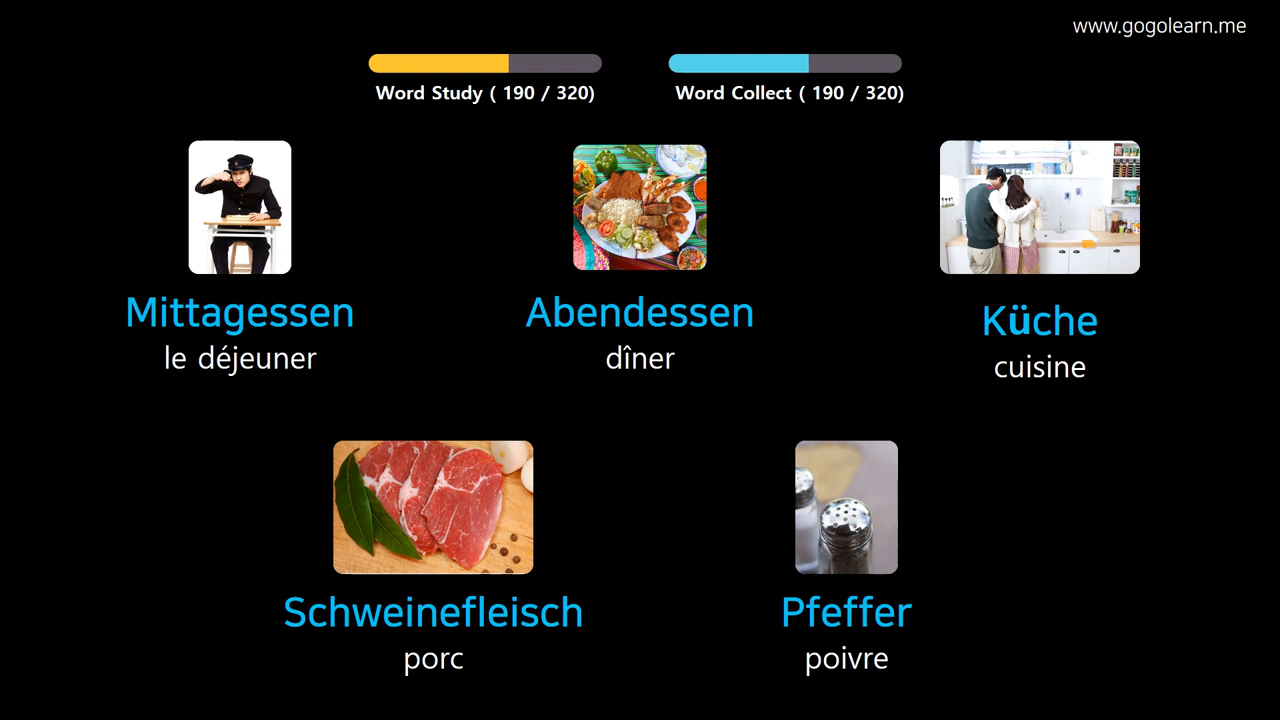 www.gogolearn.me
Word Study ( 190 / 320)
Word Collect ( 190 / 320)
Mittagessen
le déjeuner
Abendessen
dîner
Küche
cuisine
Schweinefleisch
porc
Pfeffer
poivre